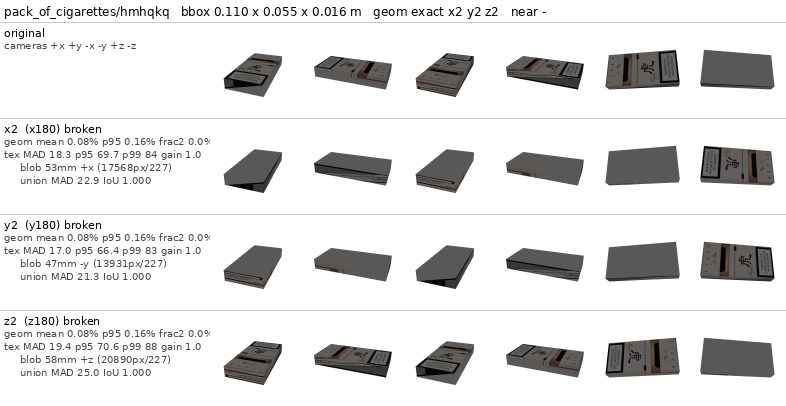 pack_of_cigarettes/hmhqkq   bbox 0.110 x 0.055 x 0.016 m   geom exact x2 y2 z2   near -
original
cameras +x +y -x -y +z -z
x2  (x180) broken
geom mean 0.08% p95 0.16% frac2 0.0%
tex MAD 18.3 p95 69.7 p99 84 gain 1.0
blob 53mm +x (17568px/227)
union MAD 22.9 IoU 1.000
y2  (y180) broken
geom mean 0.08% p95 0.16% frac2 0.0%
tex MAD 17.0 p95 66.4 p99 83 gain 1.0
blob 47mm -y (13931px/227)
union MAD 21.3 IoU 1.000
z2  (z180) broken
geom mean 0.08% p95 0.16% frac2 0.0%
tex MAD 19.4 p95 70.6 p99 88 gain 1.0
blob 58mm +z (20890px/227)
union MAD 25.0 IoU 1.000